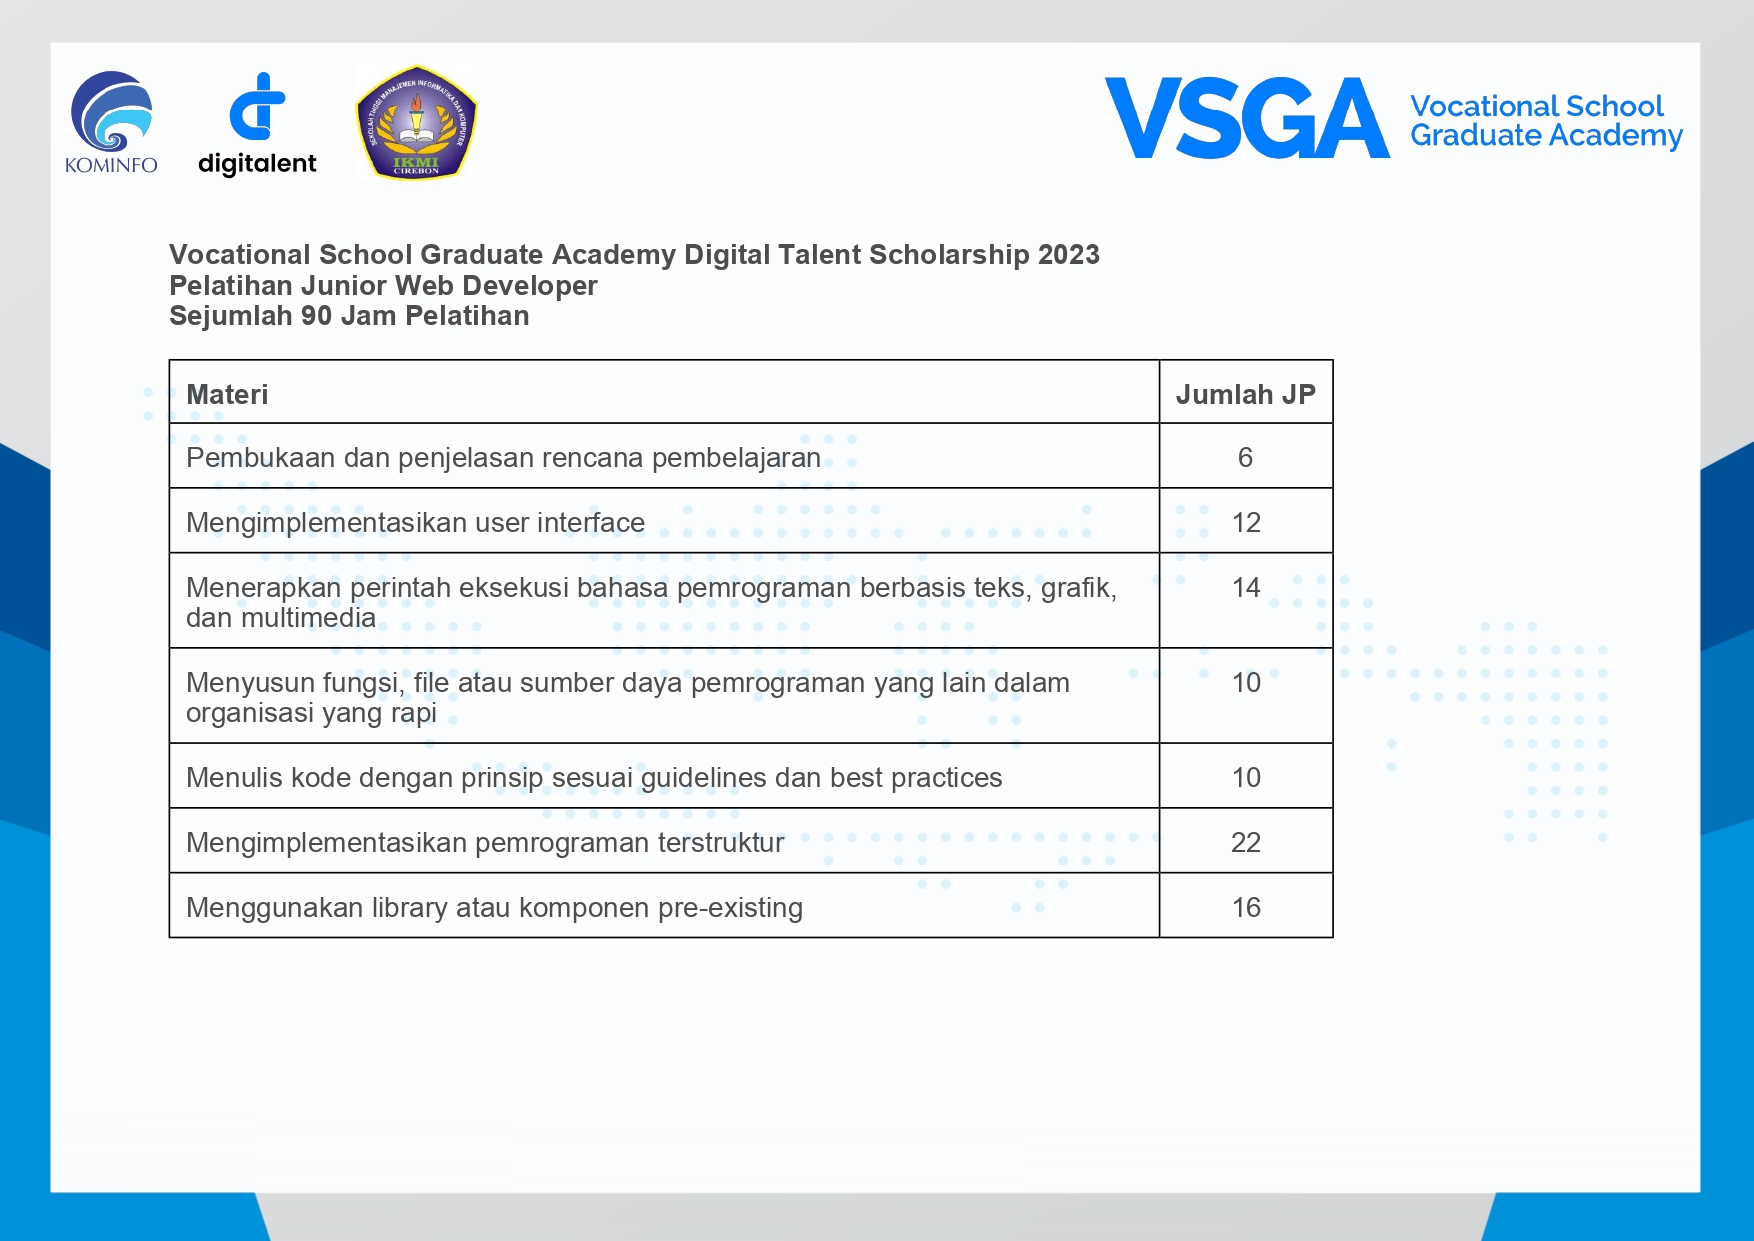 KOMINFO
digitalent
SEKOLAH TINGGI MANAJEMEN INFORMATIKA DAN KOMPUTER
IKMI
CIREBON
VSGA
Vocational School
Graduate Academy
Vocational School Graduate Academy Digital Talent Scholarship 2023
Pelatihan Junior Web Developer
Sejumlah 90 Jam Pelatihan
Materi Jumlah JP
Pembukaan dan penjelasan rencana pembelajaran 6
Mengimplementasikan user interface 12
Menerapkan perintah eksekusi bahasa pemrograman berbasis teks, grafik, 14
dan multimedia
Menyusun fungsi, file atau sumber daya pemrograman yang lain dalam 10
organisasi yang rapi
Menulis kode dengan prinsip sesuai guidelines dan best practices 10
Mengimplementasikan pemrograman terstruktur 22
Menggunakan library atau komponen pre-existing 16